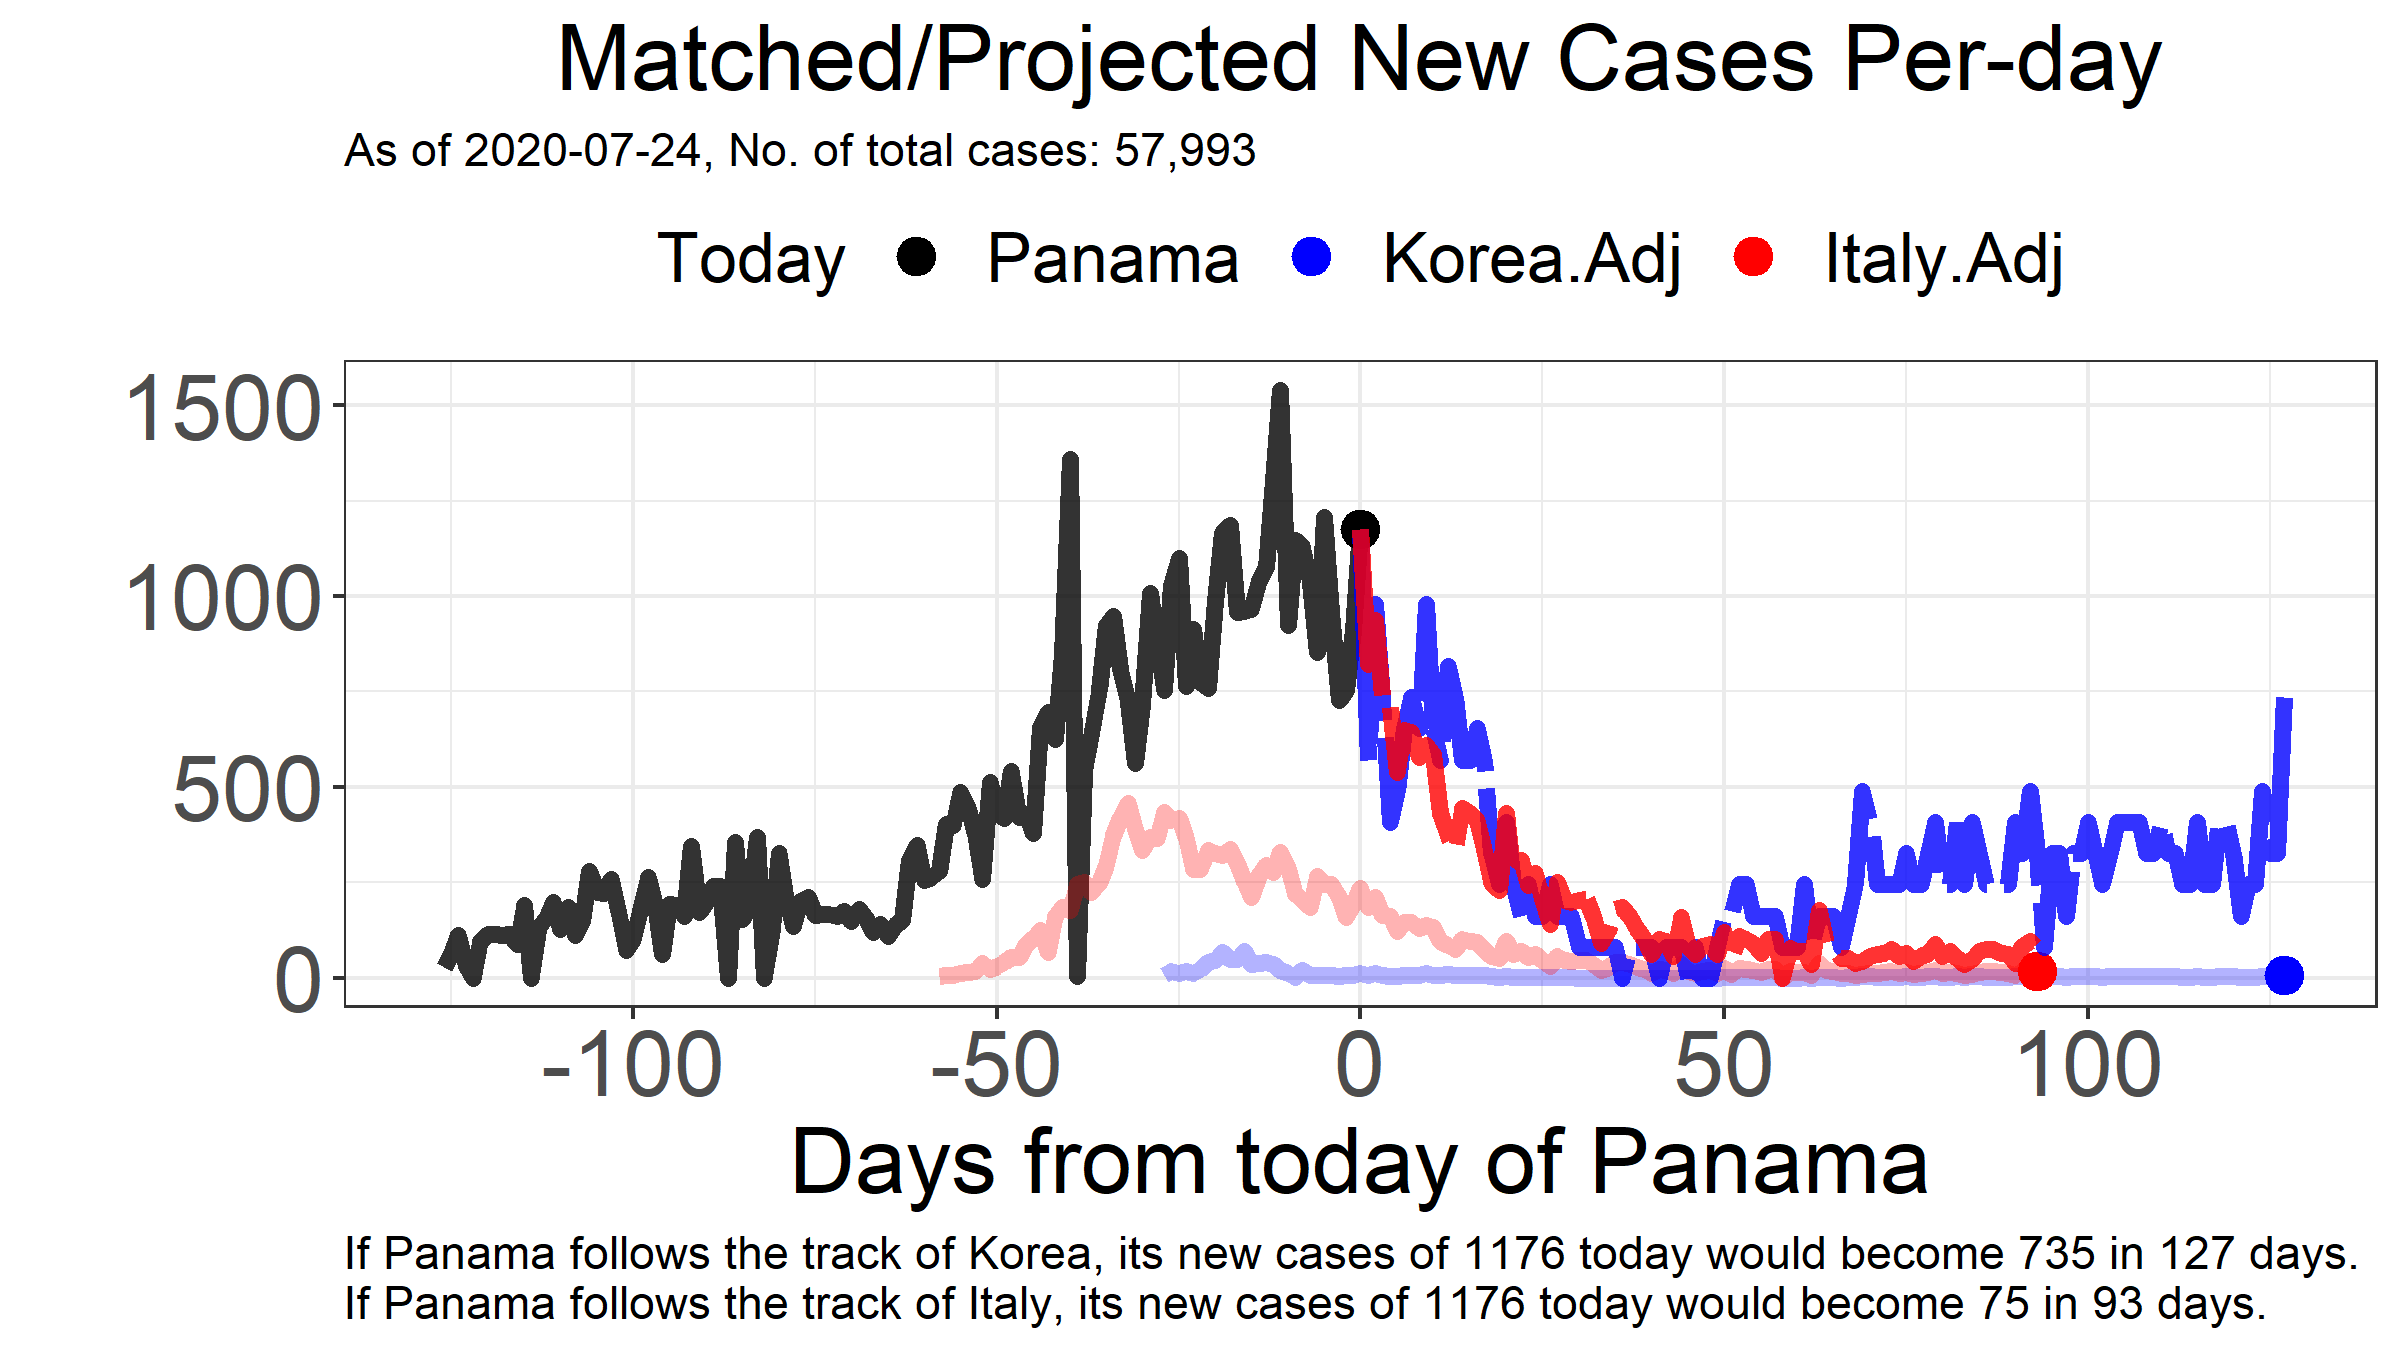 Matched/Projected New Cases Per-day
As of 2020-07-24, No. of total cases: 57,993
Today Panama Korea.Adj Italy.Adj
1500
1000
500
0
-100 -50 0 50 100
Days from today of Panama
If Panama follows the track of Korea, its new cases of 1176 today would become 735 in 127 days.
If Panama follows the track of Italy, its new cases of 1176 today would become 75 in 93 days.